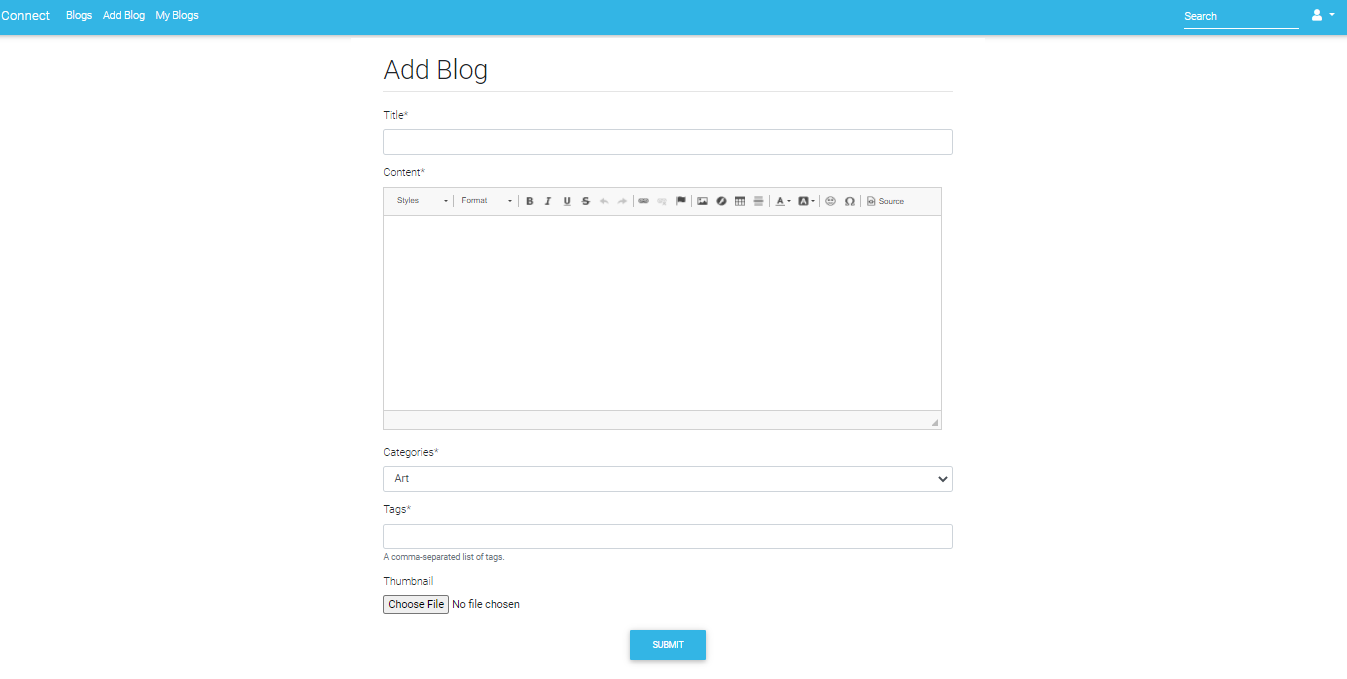 Connect Blogs Add Blog My Blogs Search
Add Blog
Title*
Content*
Styles Format B I U S Source
Categories*
Art
Tags*
A comma-separated list of tags.
Thumbnail
Choose File No file chosen
SUBMIT